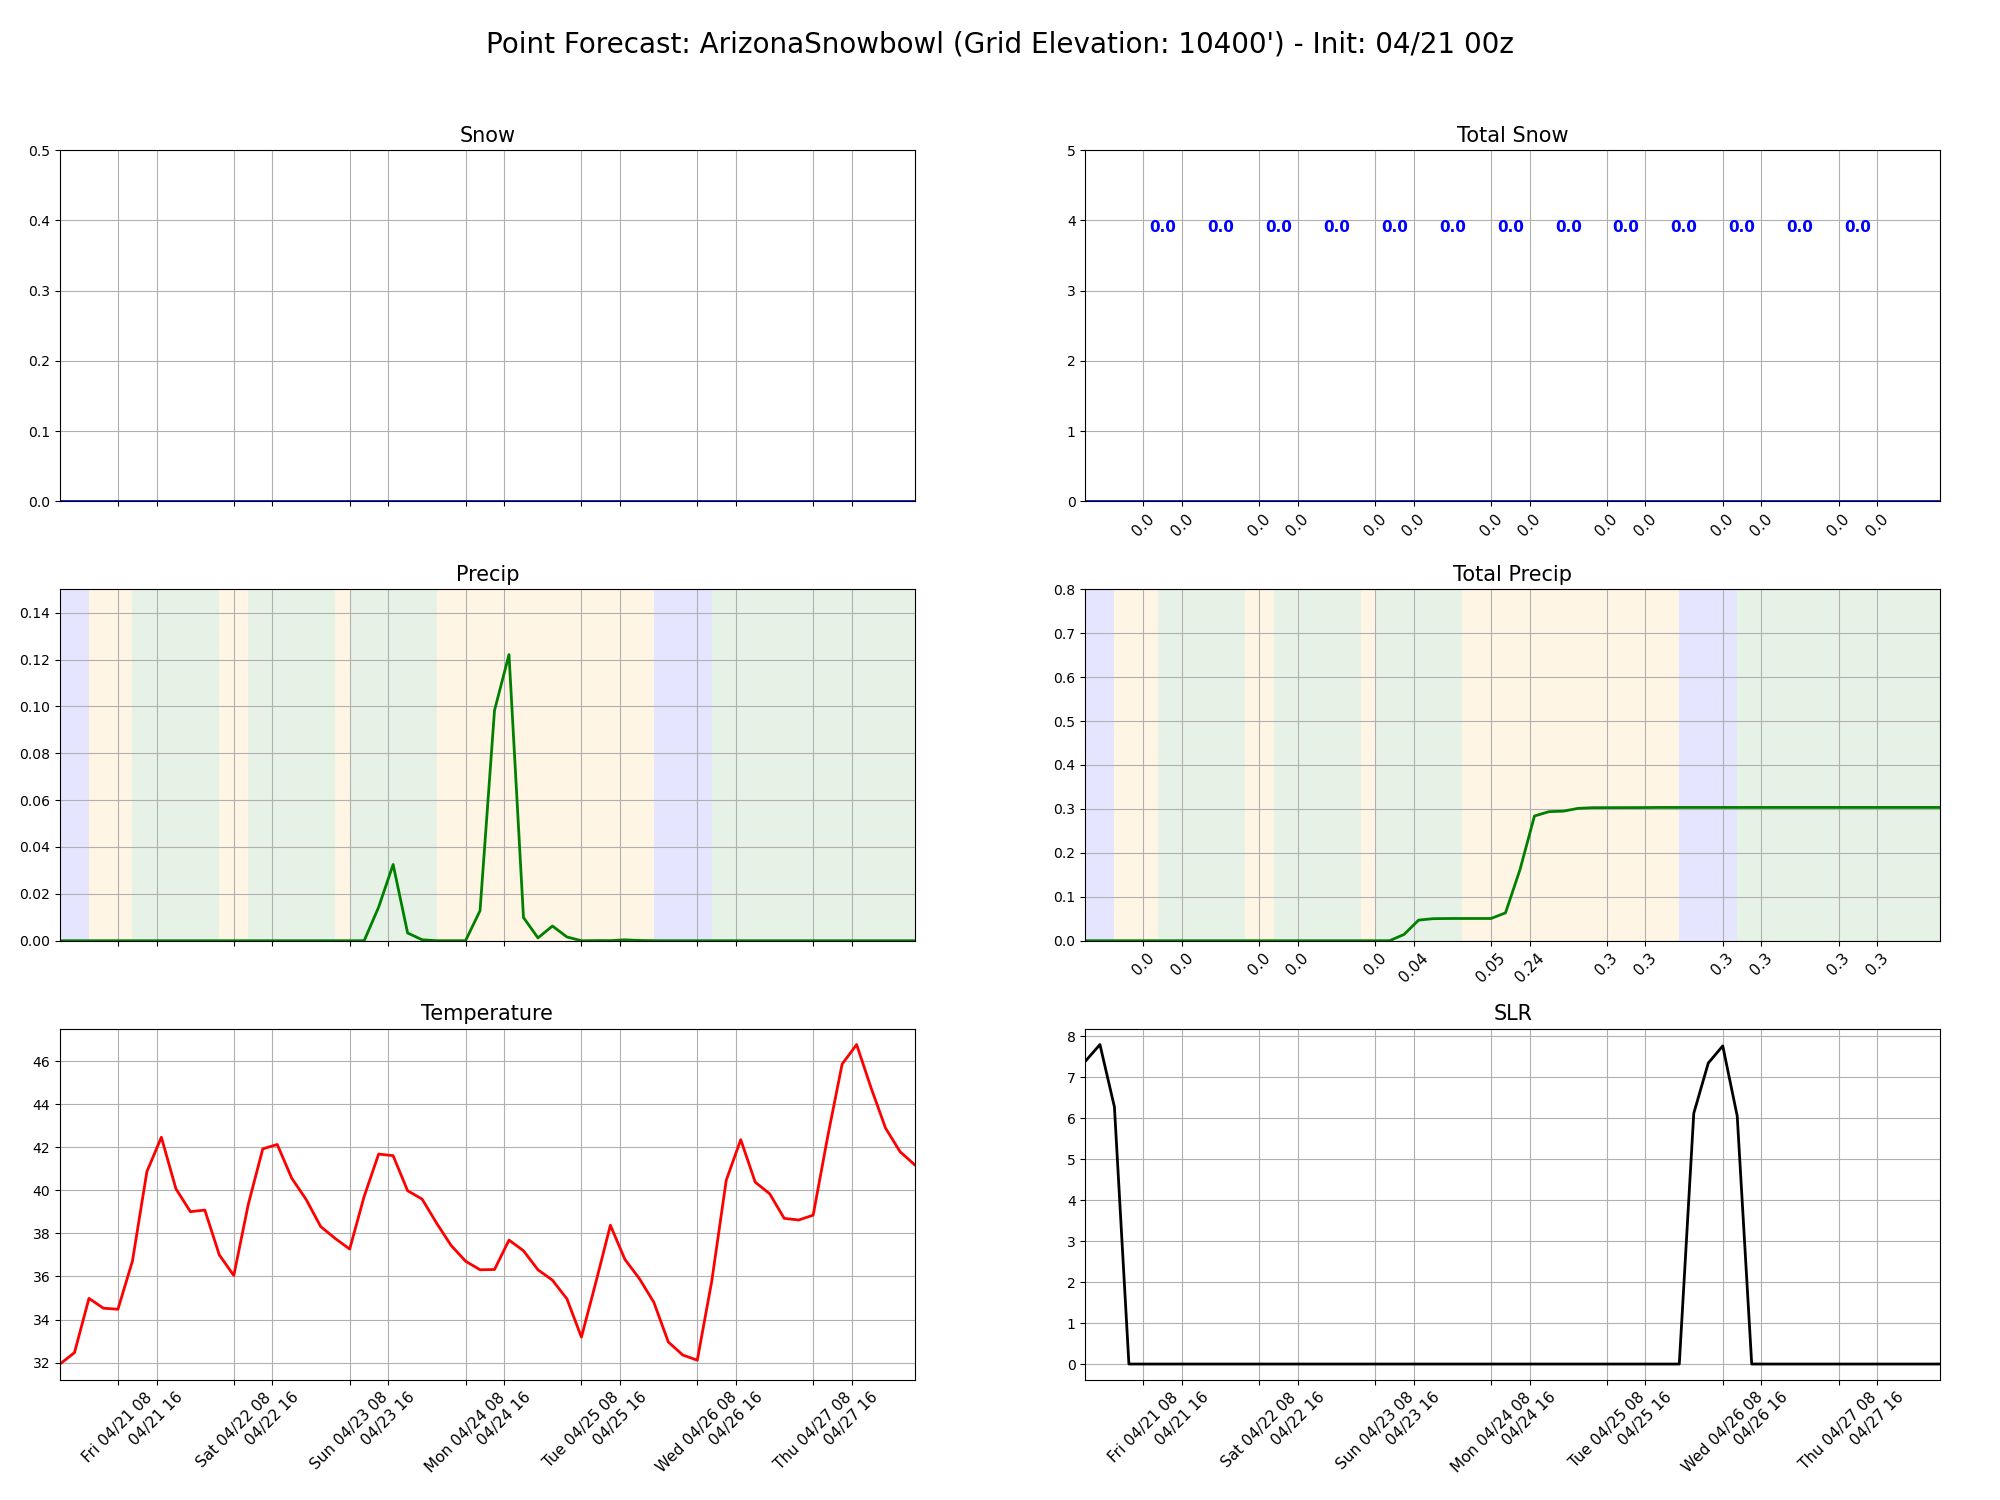 Point Forecast: ArizonaSnowbowl (Grid Elevation: 10400') - Init: 04/21 00z
Snow
0.5
0.4
0.3
0.2
0.1
0.0
Total Snow
5
4
3
2
1
0
0.0 0.0 0.0 0.0 0.0 0.0 0.0 0.0 0.0 0.0 0.0 0.0 0.0
0.0 0.0 0.0 0.0 0.0 0.0 0.0 0.0 0.0 0.0 0.0 0.0 0.0 0.0
Precip
0.14
0.12
0.10
0.08
0.06
0.04
0.02
0.00
Total Precip
0.8
0.7
0.6
0.5
0.4
0.3
0.2
0.1
0.0
0.0 0.0 0.0 0.0 0.0 0.04 0.05 0.24 0.3 0.3 0.3 0.3 0.3 0.3
Temperature
46
44
42
40
38
36
34
32
Fri 04/21 08
04/21 16
Sat 04/22 08
04/22 16
Sun 04/23 08
04/23 16
Mon 04/24 08
04/24 16
Tue 04/25 08
04/25 16
Wed 04/26 08
04/26 16
Thu 04/27 08
04/27 16
SLR
8
7
6
5
4
3
2
1
0
Fri 04/21 08
04/21 16
Sat 04/22 08
04/22 16
Sun 04/23 08
04/23 16
Mon 04/24 08
04/24 16
Tue 04/25 08
04/25 16
Wed 04/26 08
04/26 16
Thu 04/27 08
04/27 16